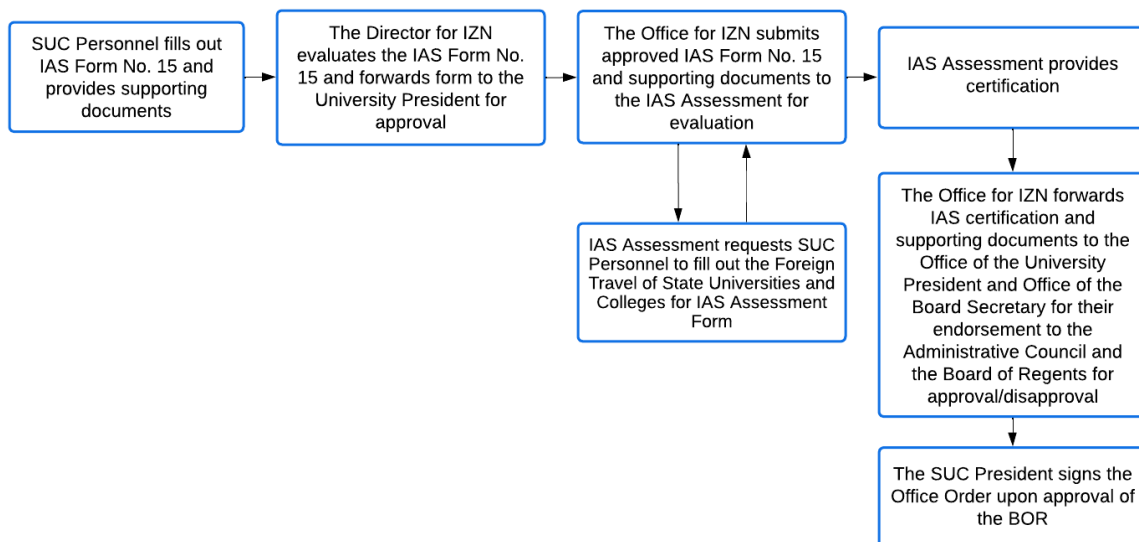 SUC Personnel fills out
IAS Form No. 15 and
provides supporting
documents
The Director for IZN
evaluates the IAS Form No.
15 and forwards form to the
University President for
approval
The Office for IZN submits
approved IAS Form No. 15
and supporting documents to
the IAS Assessment for
evaluation
IAS Assessment provides
certification
IAS Assessment requests SUC
Personnel to fill out the Foreign
Travel of State Universities and
Colleges for IAS Assessment
Form
The Office for IZN forwards
IAS certification and
supporting documents to the
Office of the University
President and Office of the
Board Secretary for their
endorsement to the
Administrative Council and
the Board of Regents for
approval/disapproval
The SUC President signs the
Office Order upon approval of
the BOR